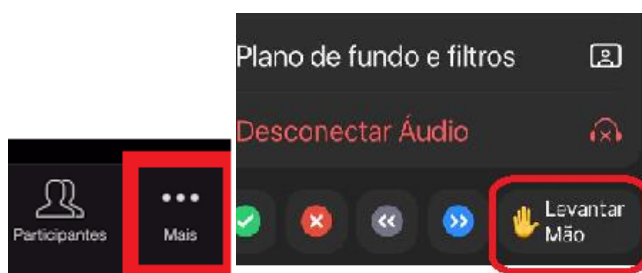 Plano de fundo e filtros
Desconectar Áudio
Participantes
Mais
Levantar
Mão